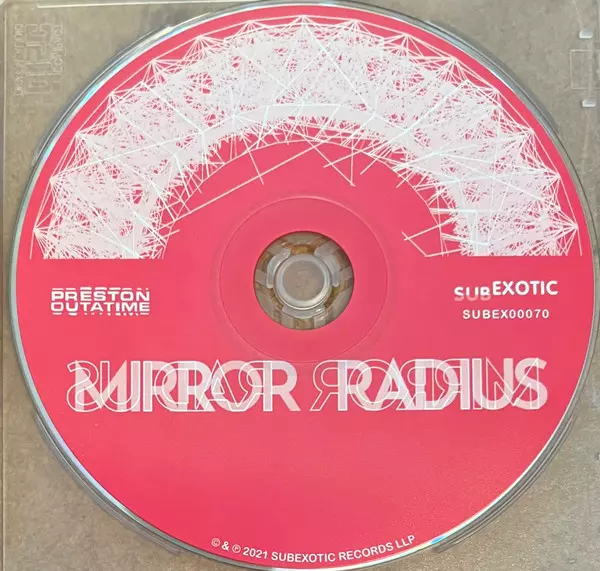 PRESTON
OUTATIME
SUBEXOTIC
SUBEX00070
MIRROR RADIUS
© & ℗ 2021 SUBEXOTIC RECORDS LLP